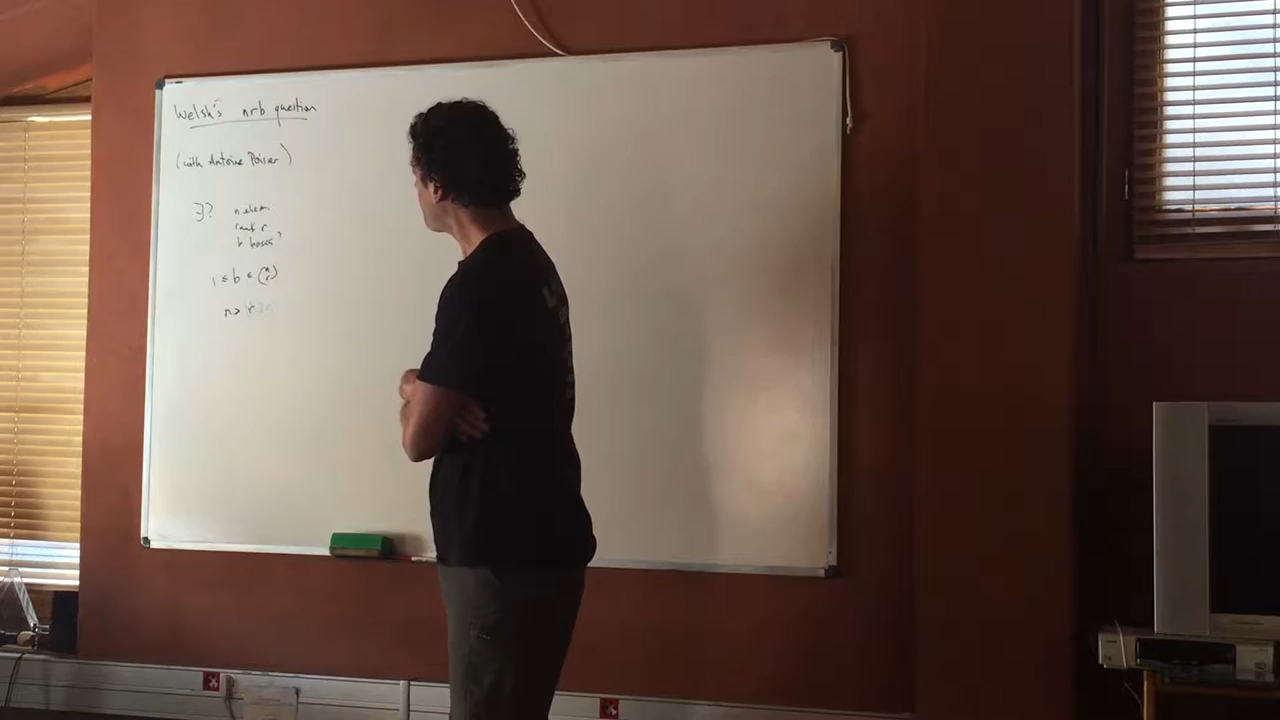 Welsh's nrb question
(with Antoine Poirier)
∃? n elem
rank r
b bases?
1 ≤ b ≤ (n r)
n > r